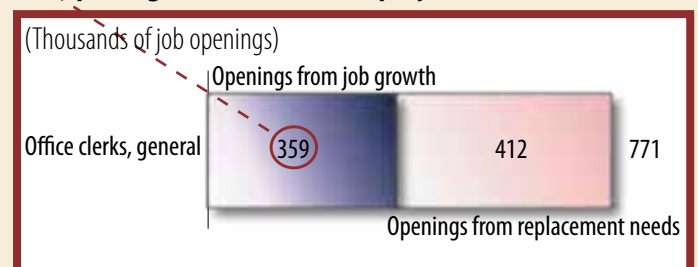 (Thousands of job openings)
Openings from job growth
Office clerks, general 359 412 771
Openings from replacement needs